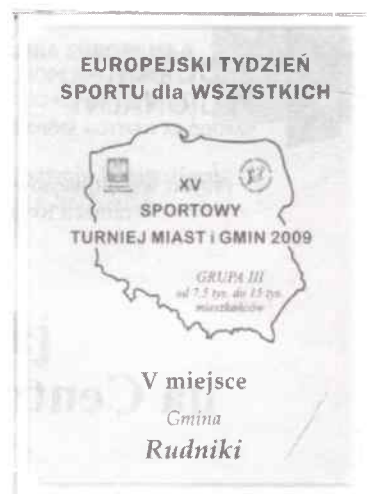 EUROPEJSKI TYDZIEŃ
SPORTU dla WSZYSTKICH
XV
SPORTOWY
TURNIEJ MIAST i GMIN 2009
GRUPA III
od 7,5 tys. do 15 tys.
mieszkańców
V miejsce
Gmina
Rudniki